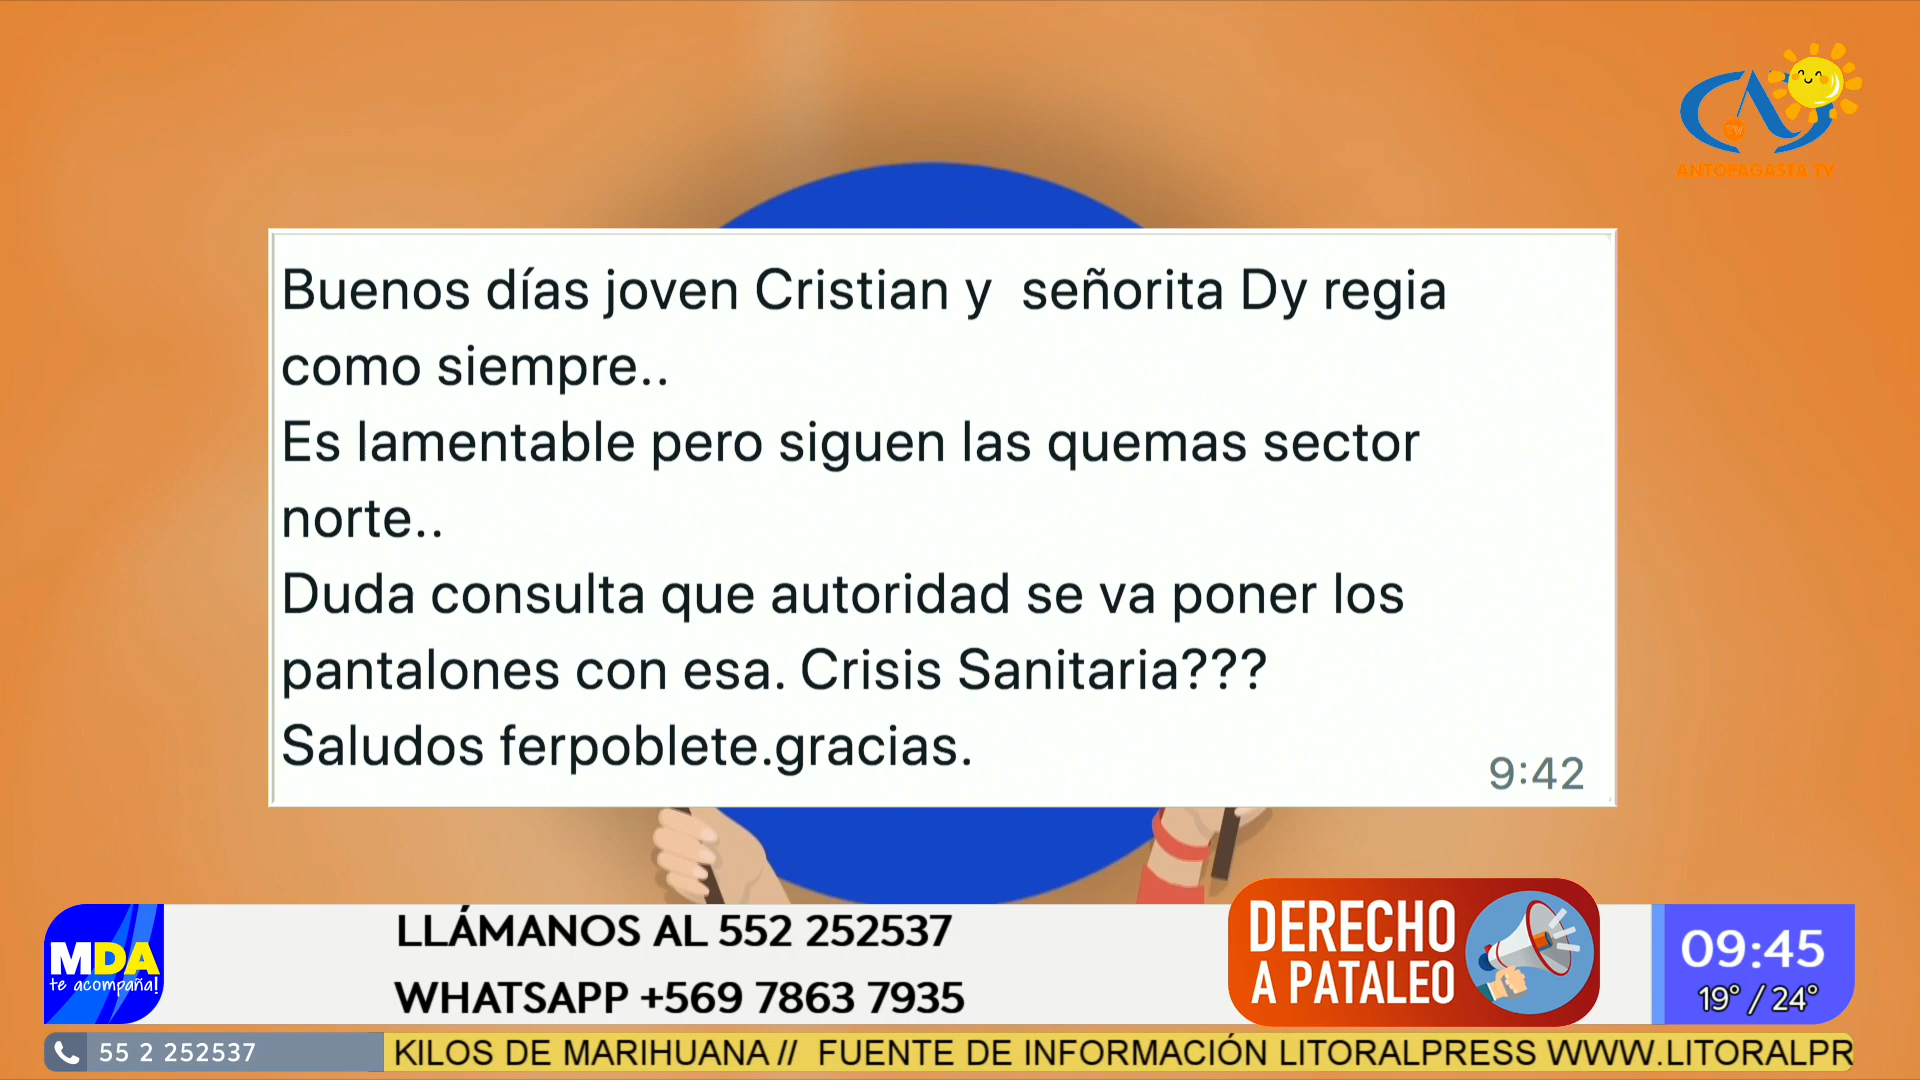 TV
ANTOFAGASTA TV
Buenos días joven Cristian y  señorita Dy regia
como siempre..
Es lamentable pero siguen las quemas sector
norte..
Duda consulta que autoridad se va poner los
pantalones con esa. Crisis Sanitaria???
Saludos ferpoblete.gracias.
9:42
MDA
te acompaña!
LLÁMANOS AL 552 252537
WHATSAPP +569 7863 7935
DERECHO
A PATALEO
09:45
19° / 24°
55 2 252537
KILOS DE MARIHUANA //  FUENTE DE INFORMACIÓN LITORALPRESS WWW.LITORALPR